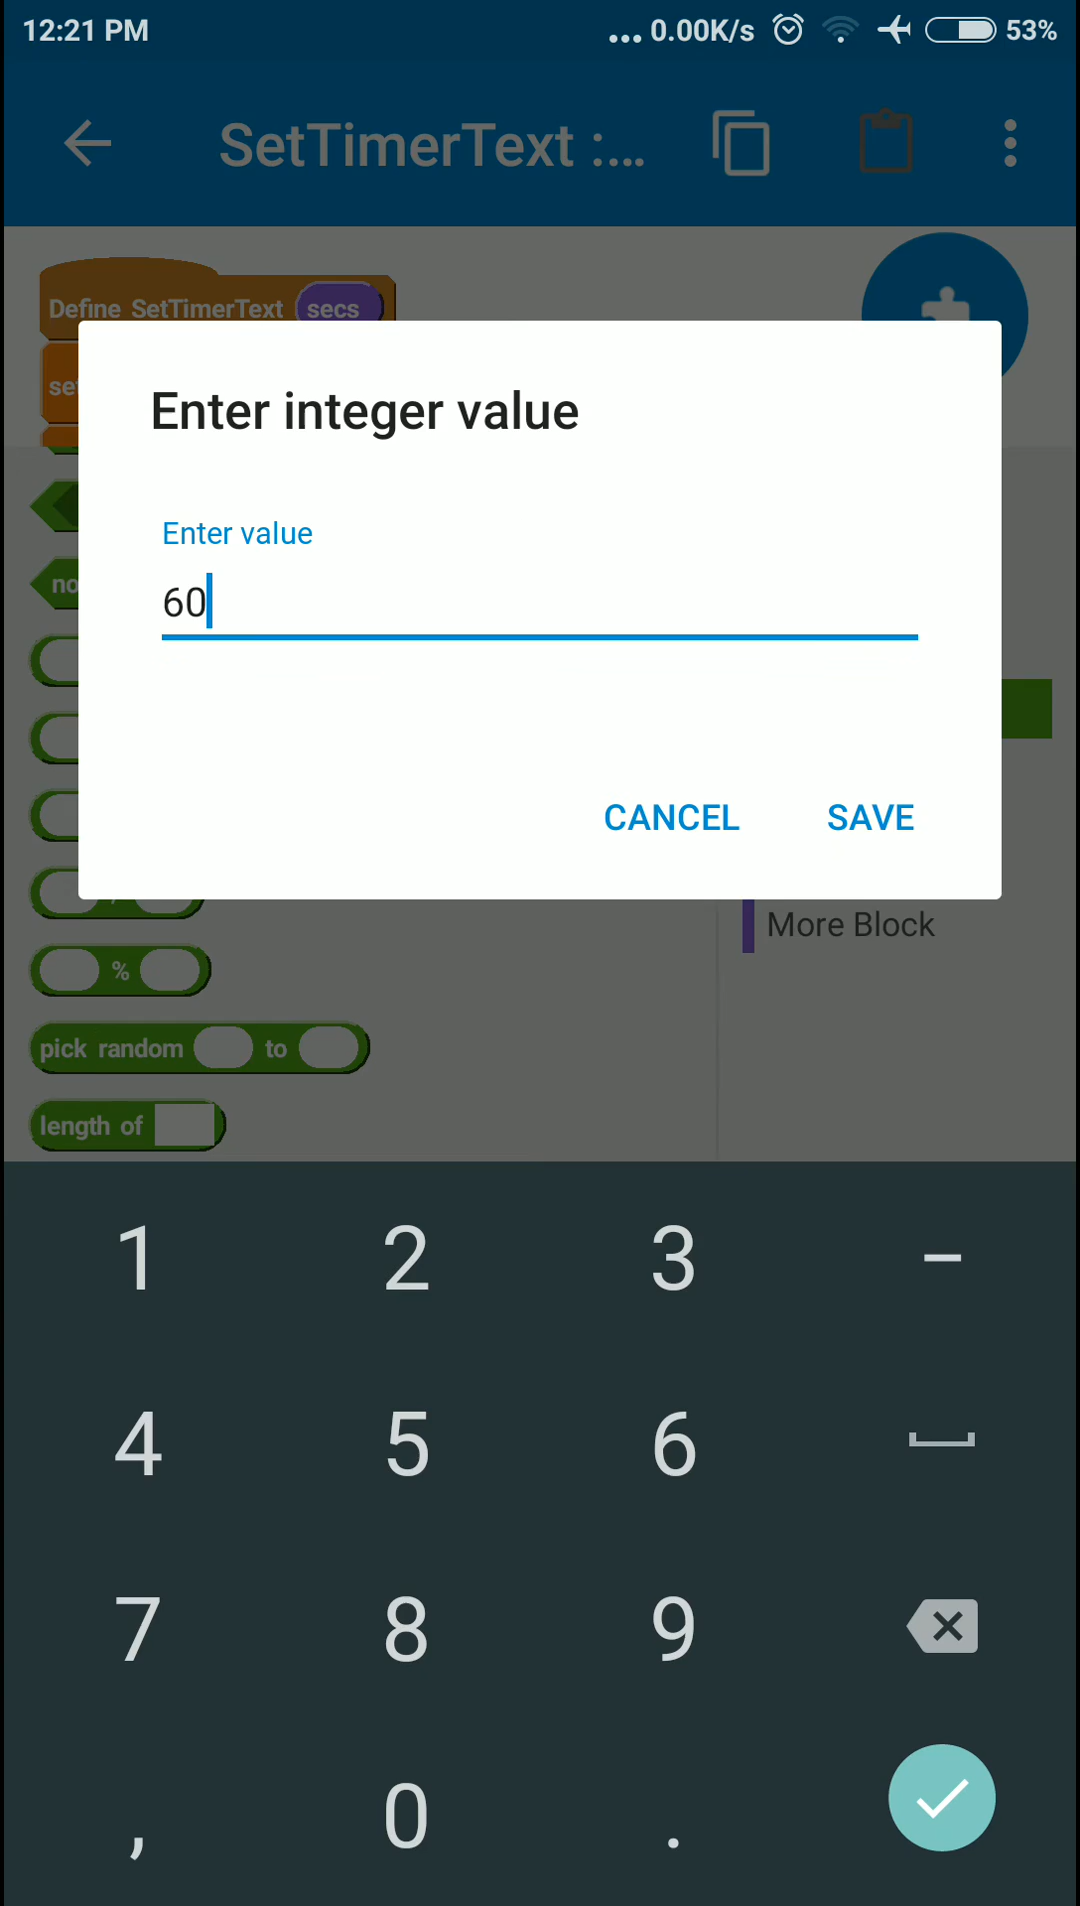 12:21 PM ... 0.00K/s 53%
SetTimerText :...
Define SetTimerText secs
Enter integer value
Enter value
60
CANCEL SAVE
More Block
%
pick random to
length of
1 2 3 –
4 5 6
7 8 9
, 0 .